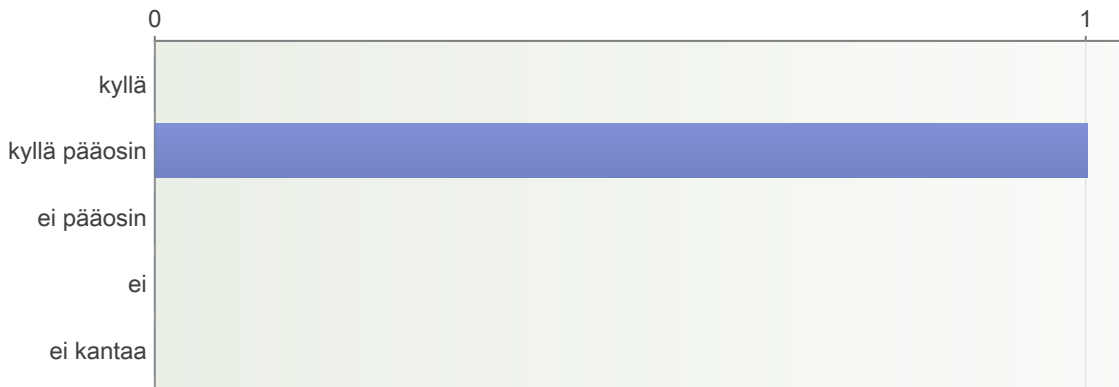 0 1
kyllä
kyllä pääosin
ei pääosin
ei
ei kantaa